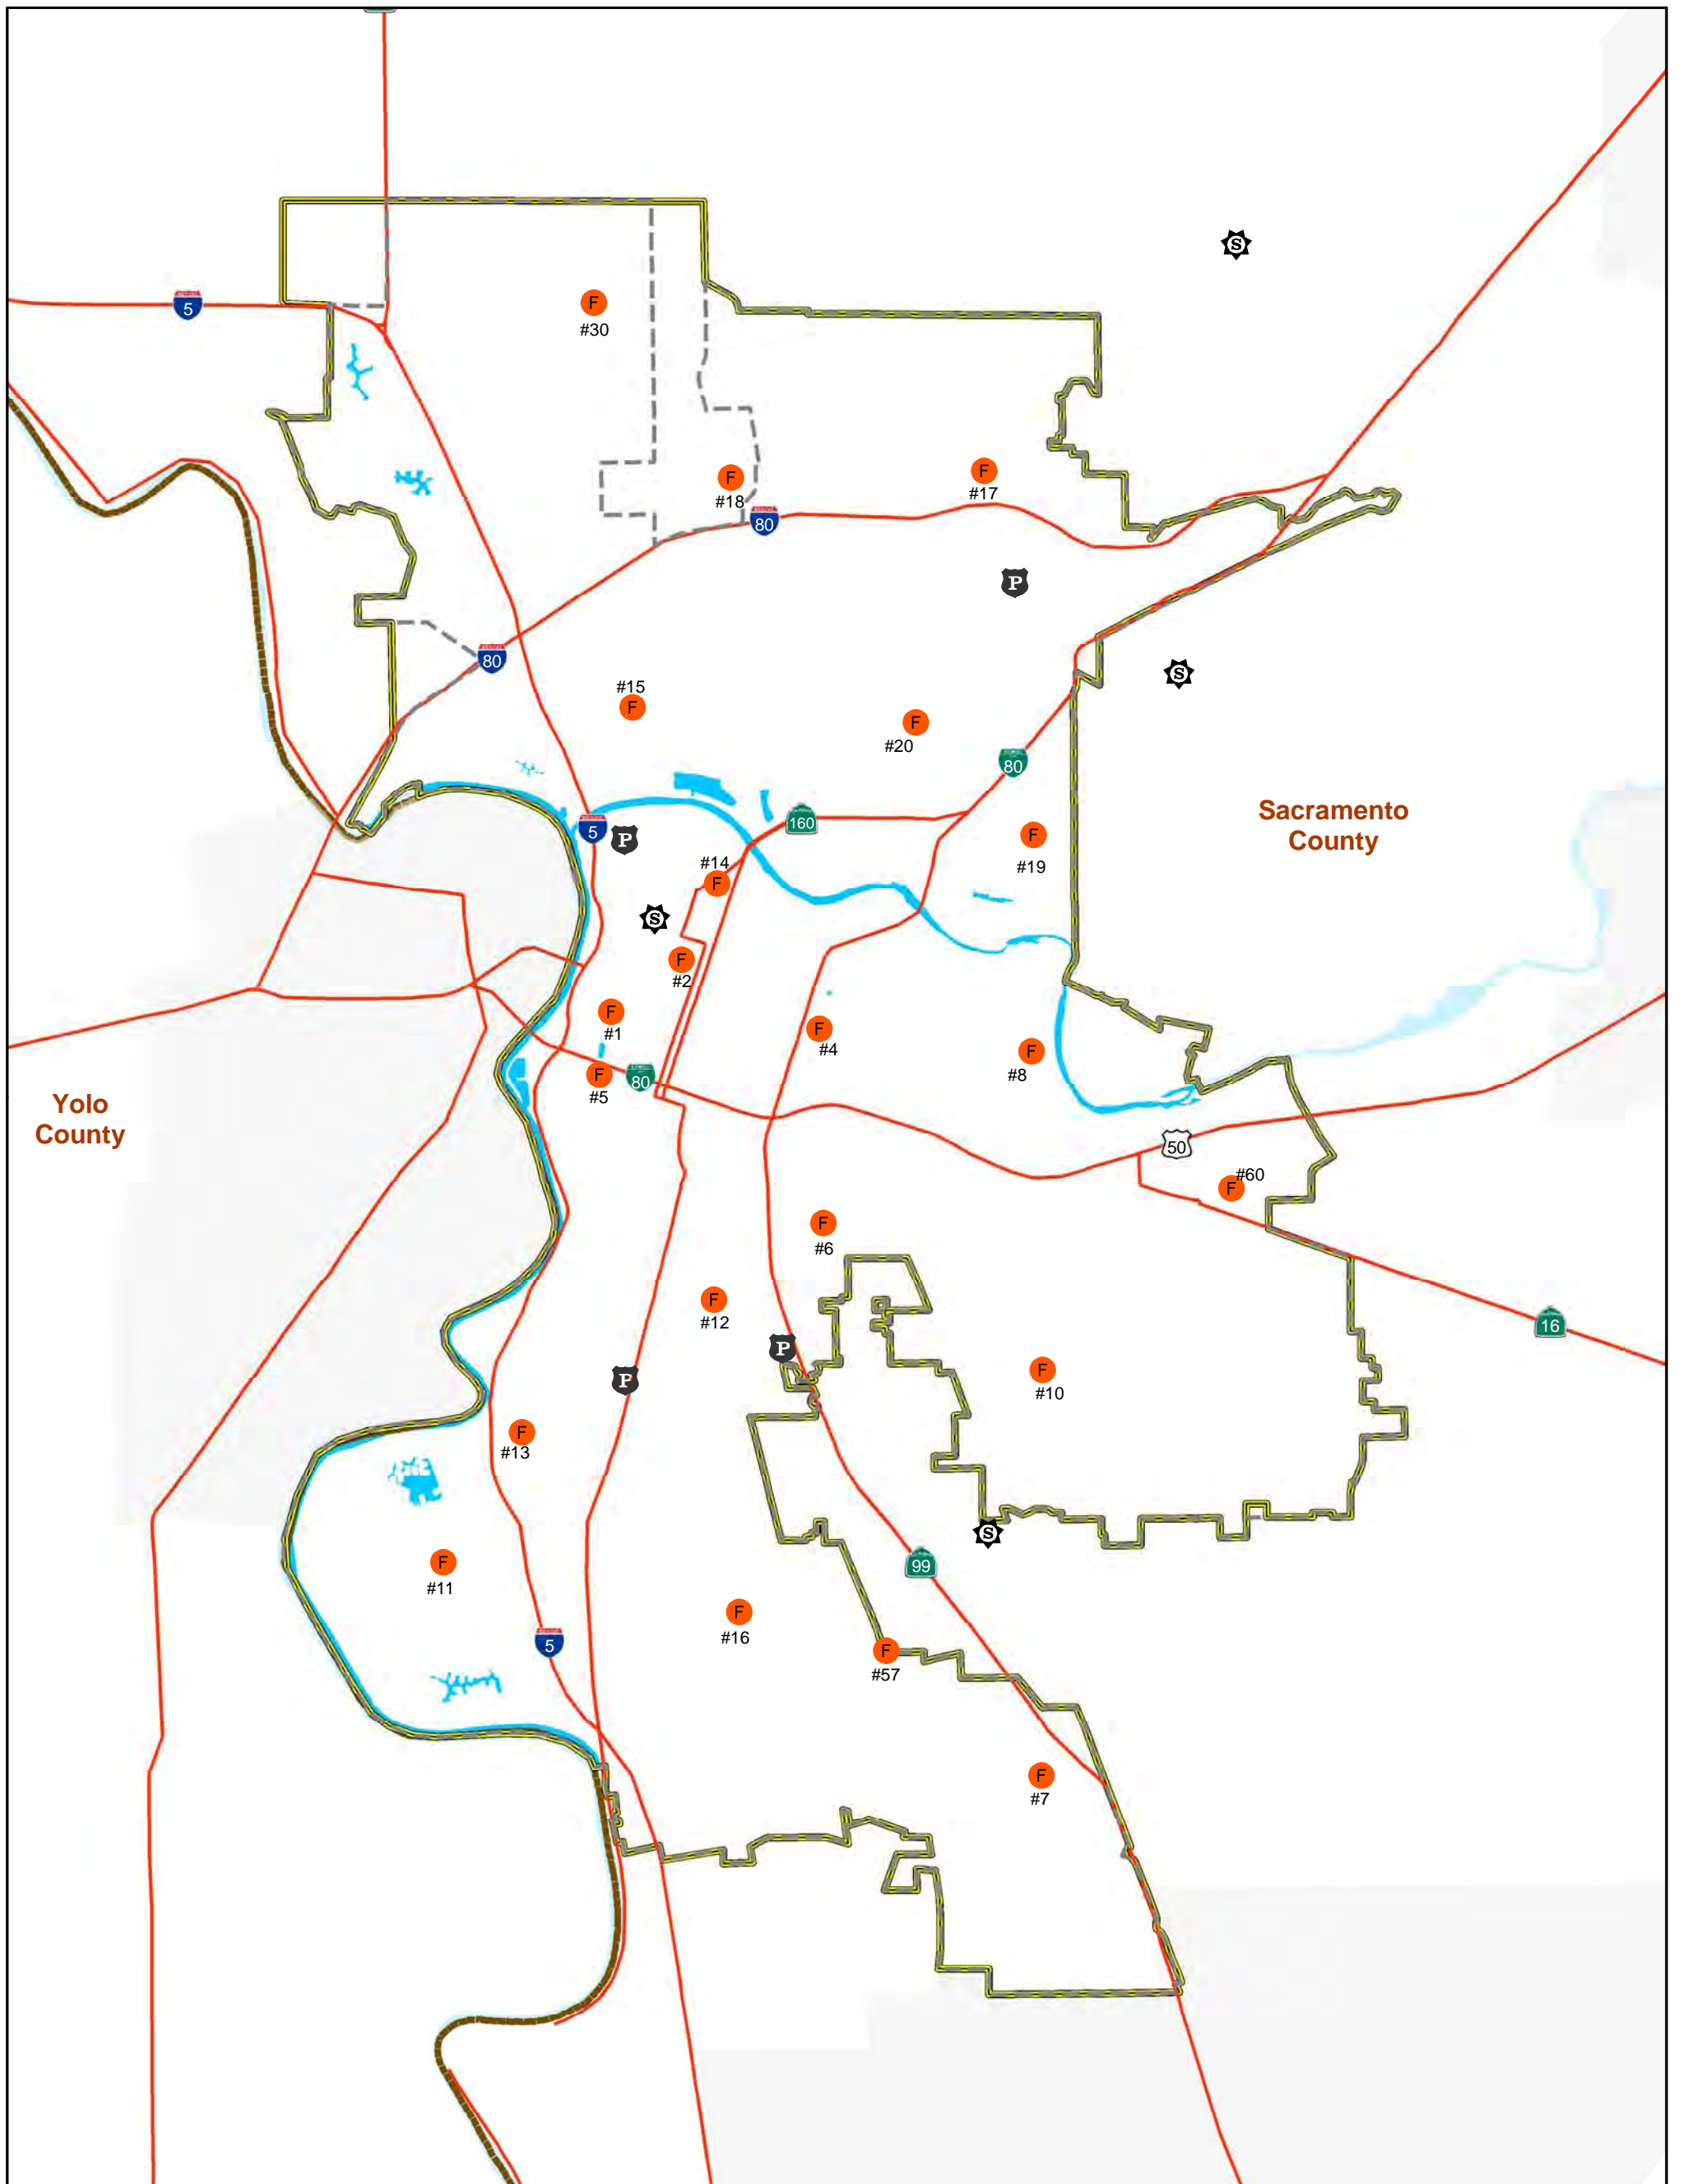 S
5
F
#30
F
#17
F
#18
80
P
80
S
#15
F
F
#20
80
Sacramento
County
5
P
160
F
#19
#14
F
S
F
#2
F
#1
F
#4
F
#8
F
#5
80
Yolo
County
50
#60
F
F
#6
F
#12
16
P
P
F
#10
F
#13
S
F
#11
99
F
#16
5
F
#57
F
#7